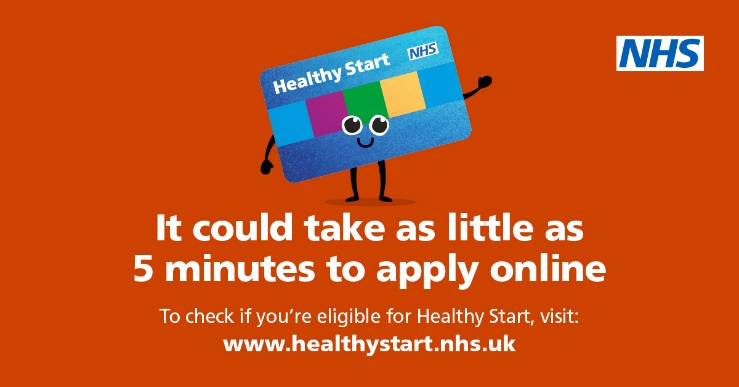 Healthy Start
NHS
NHS
It could take as little as
5 minutes to apply online
To check if you’re eligible for Healthy Start, visit:
www.healthystart.nhs.uk